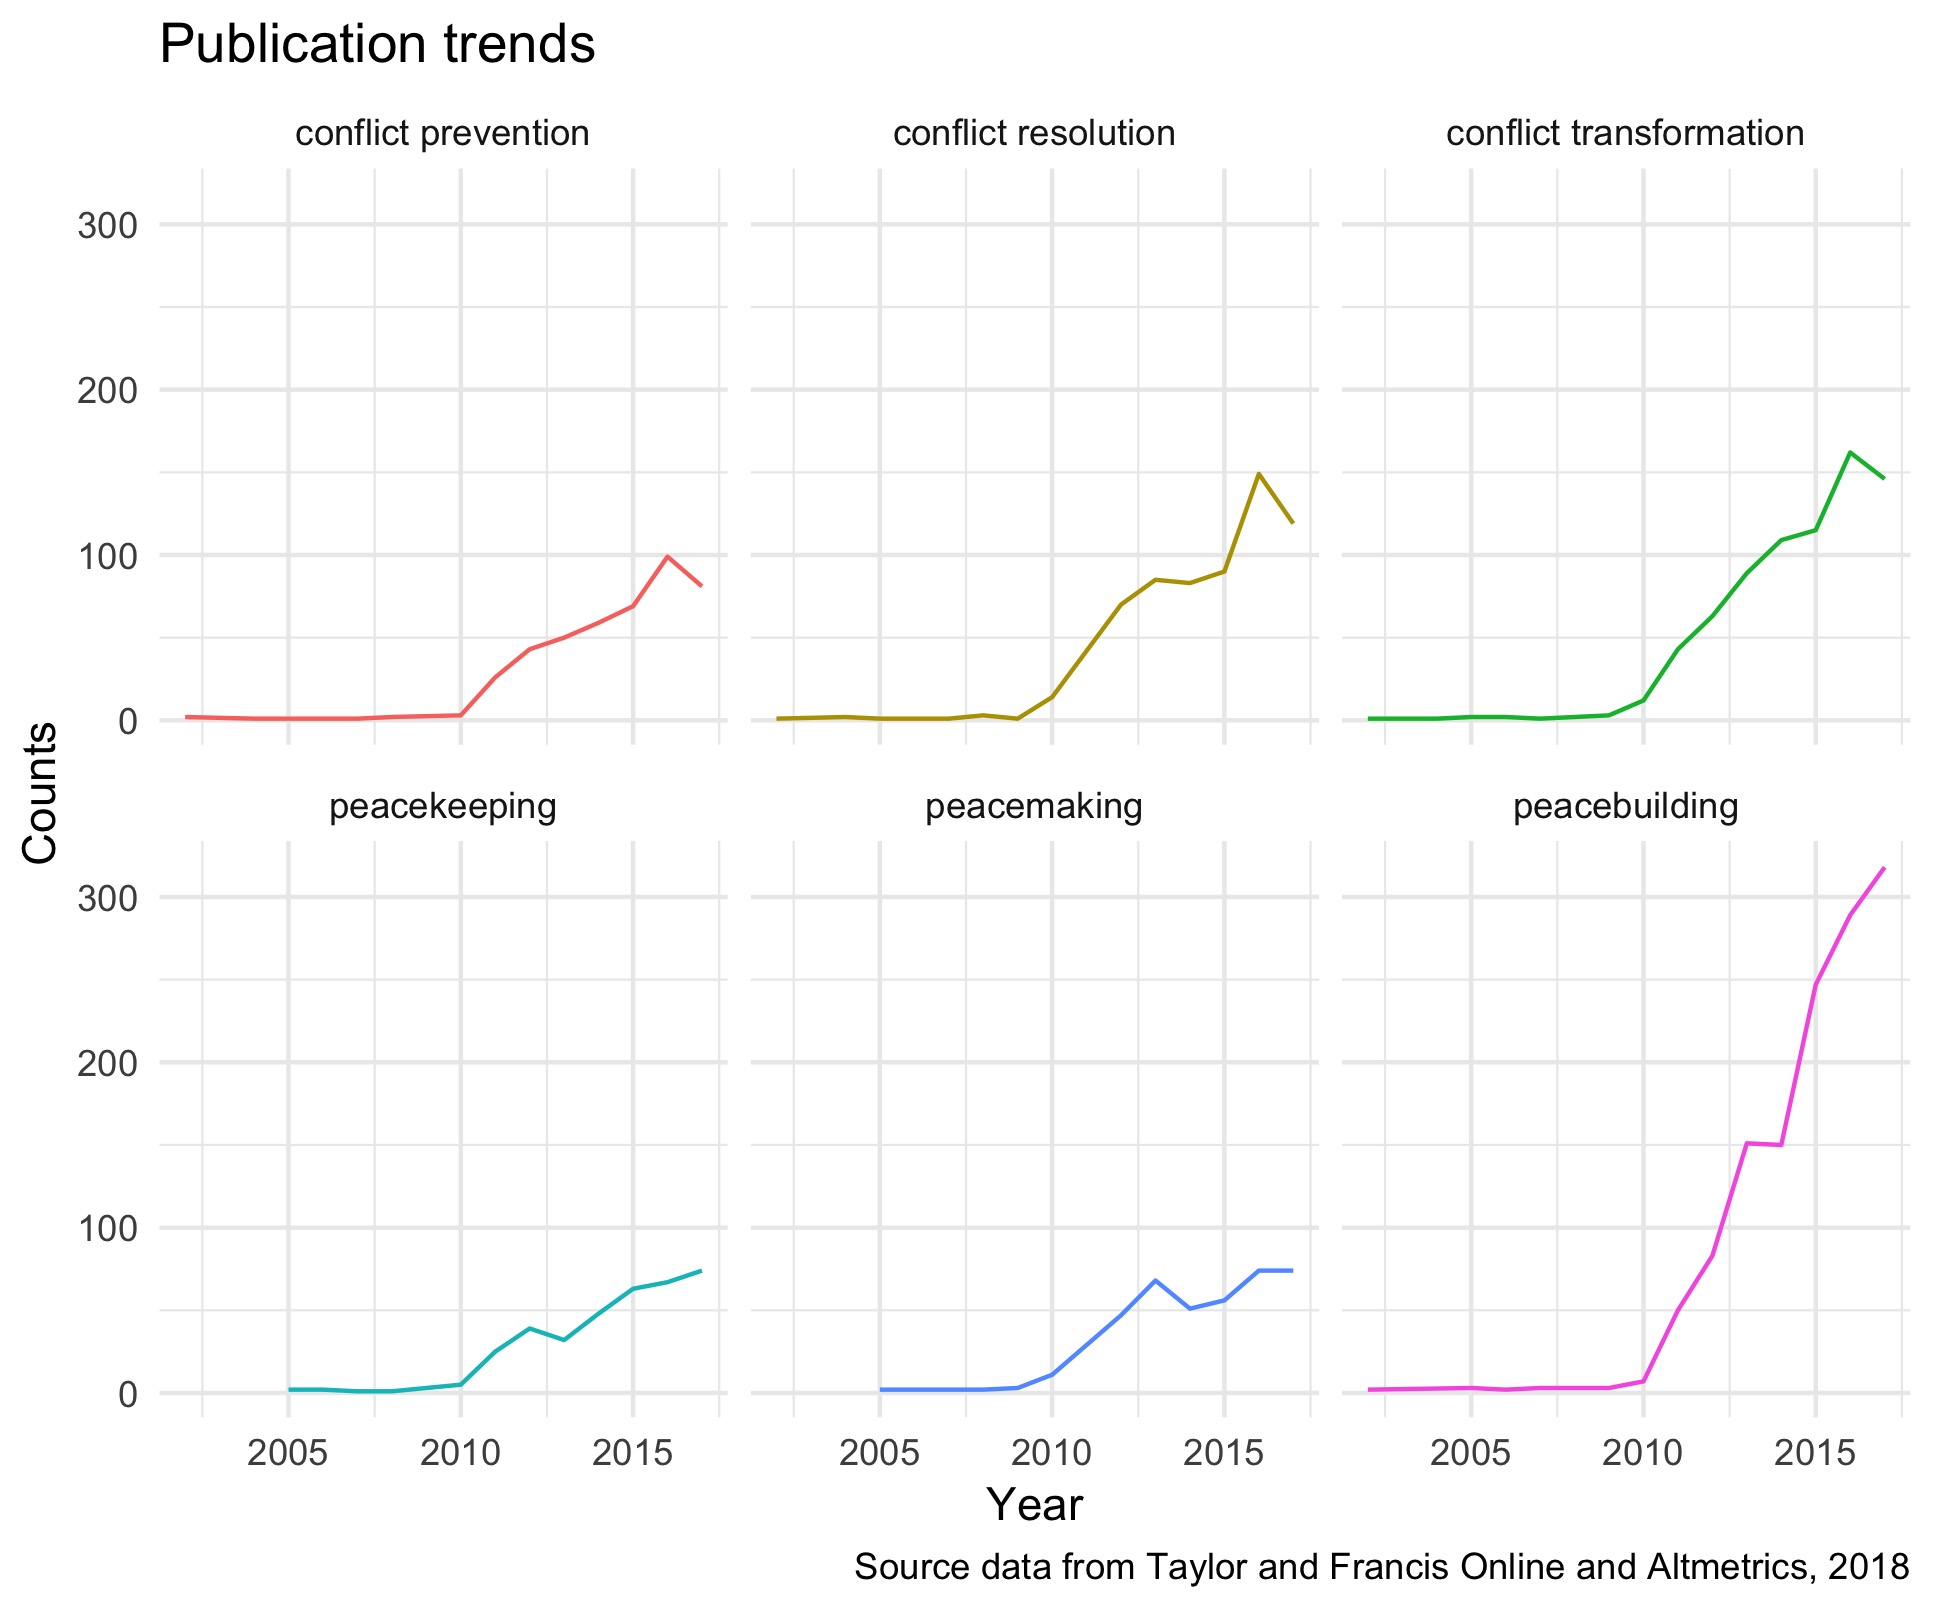 Publication trends
conflict prevention
conflict resolution
conflict transformation
300
200
100
0
Counts
peacekeeping
peacemaking
peacebuilding
300
200
100
0
2005
2010
2015
2005
2010
2015
2005
2010
2015
Year
Source data from Taylor and Francis Online and Altmetrics, 2018